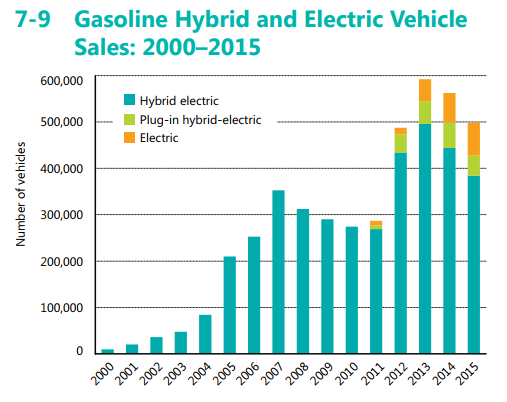 7-9 Gasoline Hybrid and Electric Vehicle
Sales: 2000–2015
Number of vehicles
600,000
500,000
400,000
300,000
200,000
100,000
0
Hybrid electric
Plug-in hybrid-electric
Electric
2000 2001 2002 2003 2004 2005 2006 2007 2008 2009 2010 2011 2012 2013 2014 2015